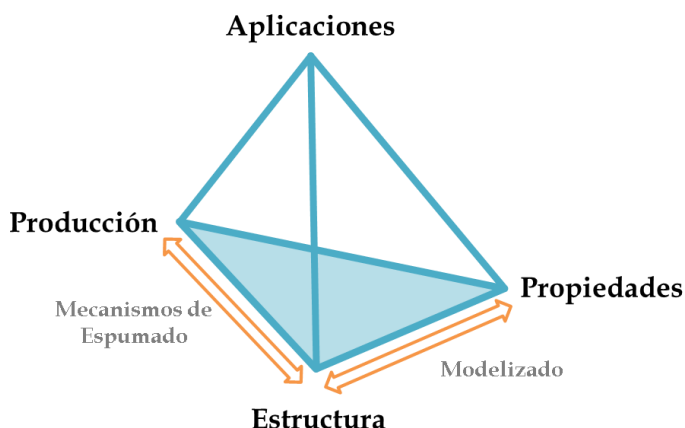 Aplicaciones
Producción
Propiedades
Mecanismos de
Espumado
Modelizado
Estructura